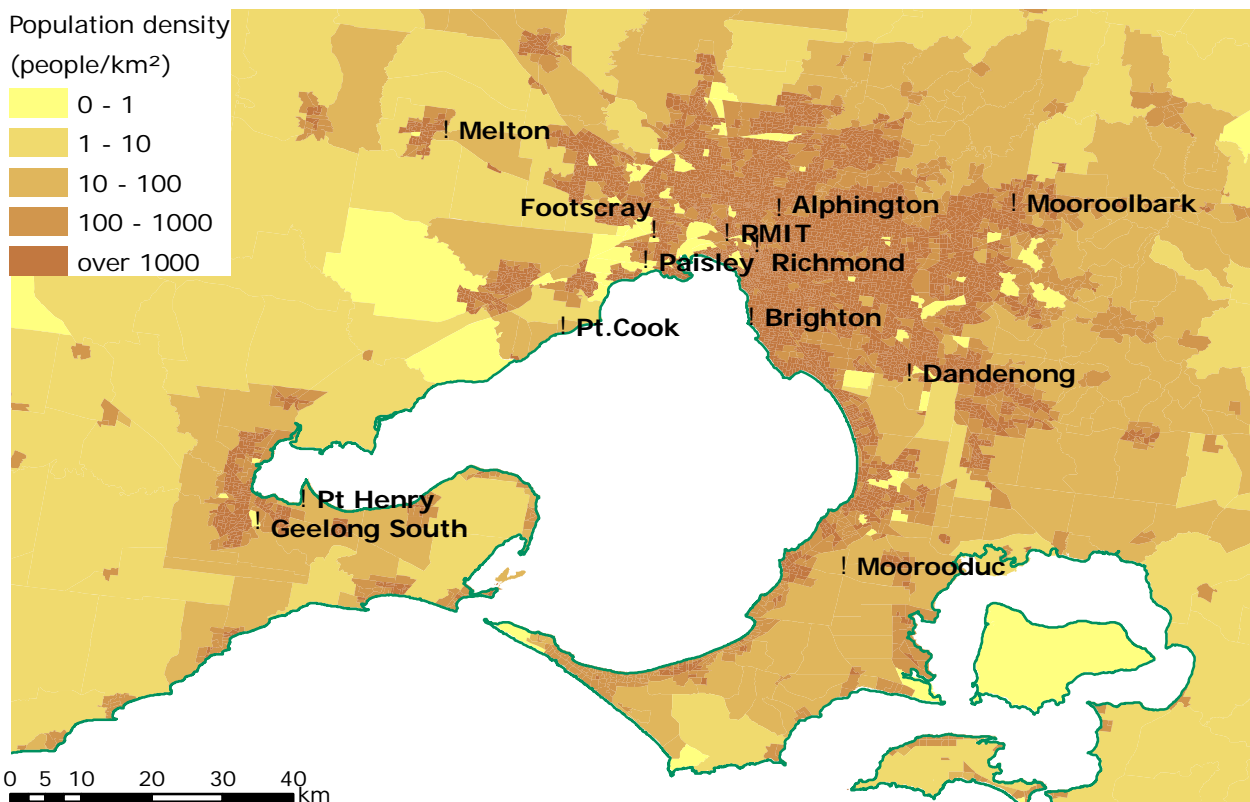 Population density
(people/km²)
0 - 1
1 - 10
10 - 100
100 - 1000
over 1000
! Melton
Footscray
!
! Alphington
! Mooroolbark
! RMIT
! Paisley
! Richmond
! Pt.Cook
! Brighton
! Dandenong
! Pt Henry
! Geelong South
! Moorooduc
0 5 10 20 30 40
km